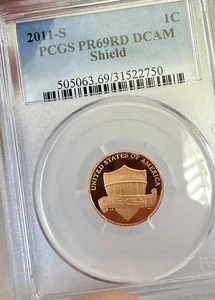 2011-S 1C
PCGS PR69RD DCAM
Shield
505063.69/31522750
UNITED STATES OF AMERICA
ONE CENT